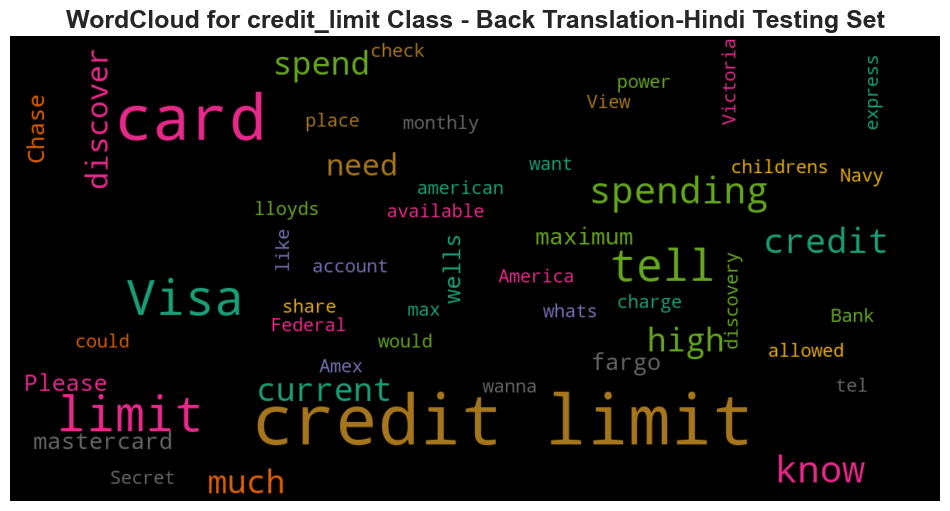 WordCloud for credit_limit Class - Back Translation-Hindi Testing Set
check
spend
discover
Victoria
express
power
View
Chase
card
place
monthly
need
want
childrens
Navy
american
spending
lloyds
available
like
wells
maximum
credit
account
tell
America
discovery
Visa
share
max
whats
charge
Federal
Bank
could
would
high
allowed
fargo
Amex
Please
current
wanna
tel
limit
credit limit
mastercard
Secret
much
know